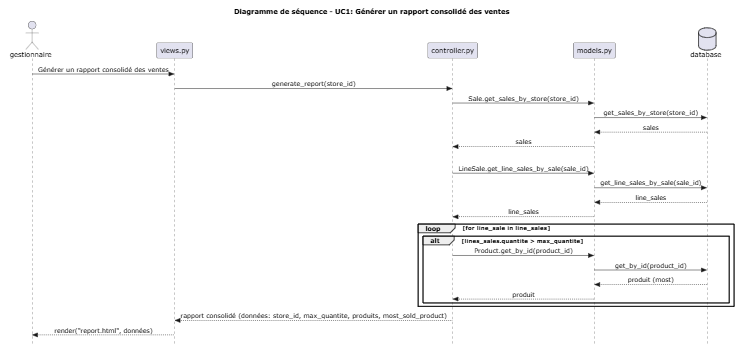 Diagramme de séquence - UC1: Générer un rapport consolidé des ventes
gestionnaire
views.py
controller.py
models.py
database
Générer un rapport consolidé des ventes
generate_report(store_id)
Sale.get_sales_by_store(store_id)
get_sales_by_store(store_id)
sales
sales
LineSale.get_line_sales_by_sale(sale_id)
get_line_sales_by_sale(sale_id)
line_sales
line_sales
loop [for line_sale in line_sales]
alt [lines_sales.quantite > max_quantite]
Product.get_by_id(product_id)
get_by_id(product_id)
produit (most)
produit
rapport consolidé (données: store_id, max_quantite, produits, most_sold_product)
render("report.html", données)